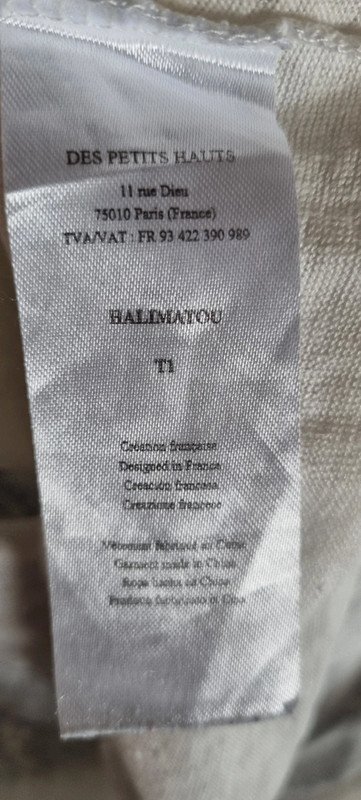 DES PETITS HAUTS
11 rue Dieu
75010 Paris (France)
TVA/VAT : FR 93 422 390 989
HALIMATOU
T1
Création française
Designed in France
Creación francesa
Creazione francese
Vêtement fabriqué en Chine
Garment made in China
Ropa hecha en China
Prodotto fabbricato in Cina